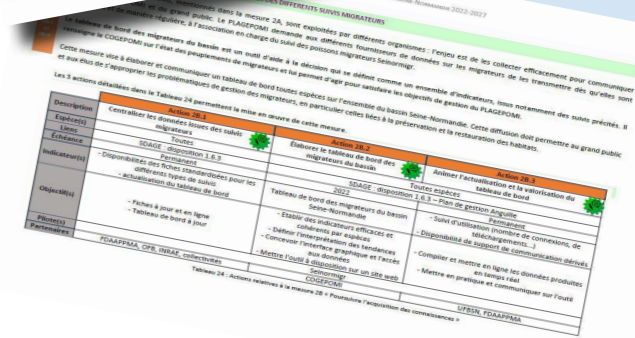 NORMANDIE 2022-2027
DES DIFFERENTS SUIVIS MIGRATEURS
mentionnés dans la mesure 2A, sont exploités par différents organismes : l'enjeu est de les collecter efficacement pour communiquer
et du grand public. Le PLAGEPOMI demande aux différents fournisseurs de données sur les migrateurs de les transmettre dès qu'elles sont
de manière régulière, à l'association en charge du suivi des poissons migrateurs Seinormigr.
Le tableau de bord des migrateurs du bassin est un outil d'aide à la décision qui se définit comme un ensemble d'indicateurs, issus notamment des suivis précités. Il
renseigne le COGEPOMI sur l'état des peuplements de migrateurs et lui permet d'agir pour satisfaire les objectifs de gestion du PLAGEPOMI.
Cette mesure vise à élaborer et communiquer un tableau de bord toutes espèces sur l'ensemble du bassin Seine-Normandie. Cette diffusion doit permettre au grand public
et aux élus de s'approprier les problématiques de gestion des migrateurs, en particulier celles liées à la préservation et la restauration des habitats.
Les 3 actions détaillées dans le Tableau 24 permettent la mise en œuvre de cette mesure.
Action 2B.1 Action 2B.2 Action 2B.3
Description Centraliser les données issues des suivis migrateurs Élaborer le tableau de bord des migrateurs du bassin Animer l'actualisation et la valorisation du tableau de bord
Espèce(s) Toutes Toutes espèces
Liens SDAGE : disposition 1.6.3 SDAGE : disposition 1.6.3 – Plan de gestion Anguille
Échéance Permanent 2022 Permanent
Indicateur(s) - Disponibilités des fiches standardisées pour les différents types de suivis
- actualisation du tableau de bord
Tableau de bord des migrateurs du bassin Seine-Normandie
- Suivi d'utilisation (nombre de connexions, de téléchargements…)
- Disponibilité de support de communication dérivés
Objectif(s) - Fiches à jour et en ligne
- Tableau de bord à jour
- Etablir des indicateurs efficaces et cohérents par espèces
- Définir l'interprétation des tendances
- Concevoir l'interface graphique et l'accès aux données
- Mettre l'outil à disposition sur un site web
- Compiler et mettre en ligne les données produites en temps réel
- Mettre en pratique et communiquer sur l'outil
Pilote(s) Seinormigr
Partenaires FDAAPPMA, OFB, INRAE, collectivités COGEPOMI UFBSN, FDAAPPMA
Tableau 24 : Actions relatives à la mesure 2B « Poursuivre l'acquisition des connaissances »